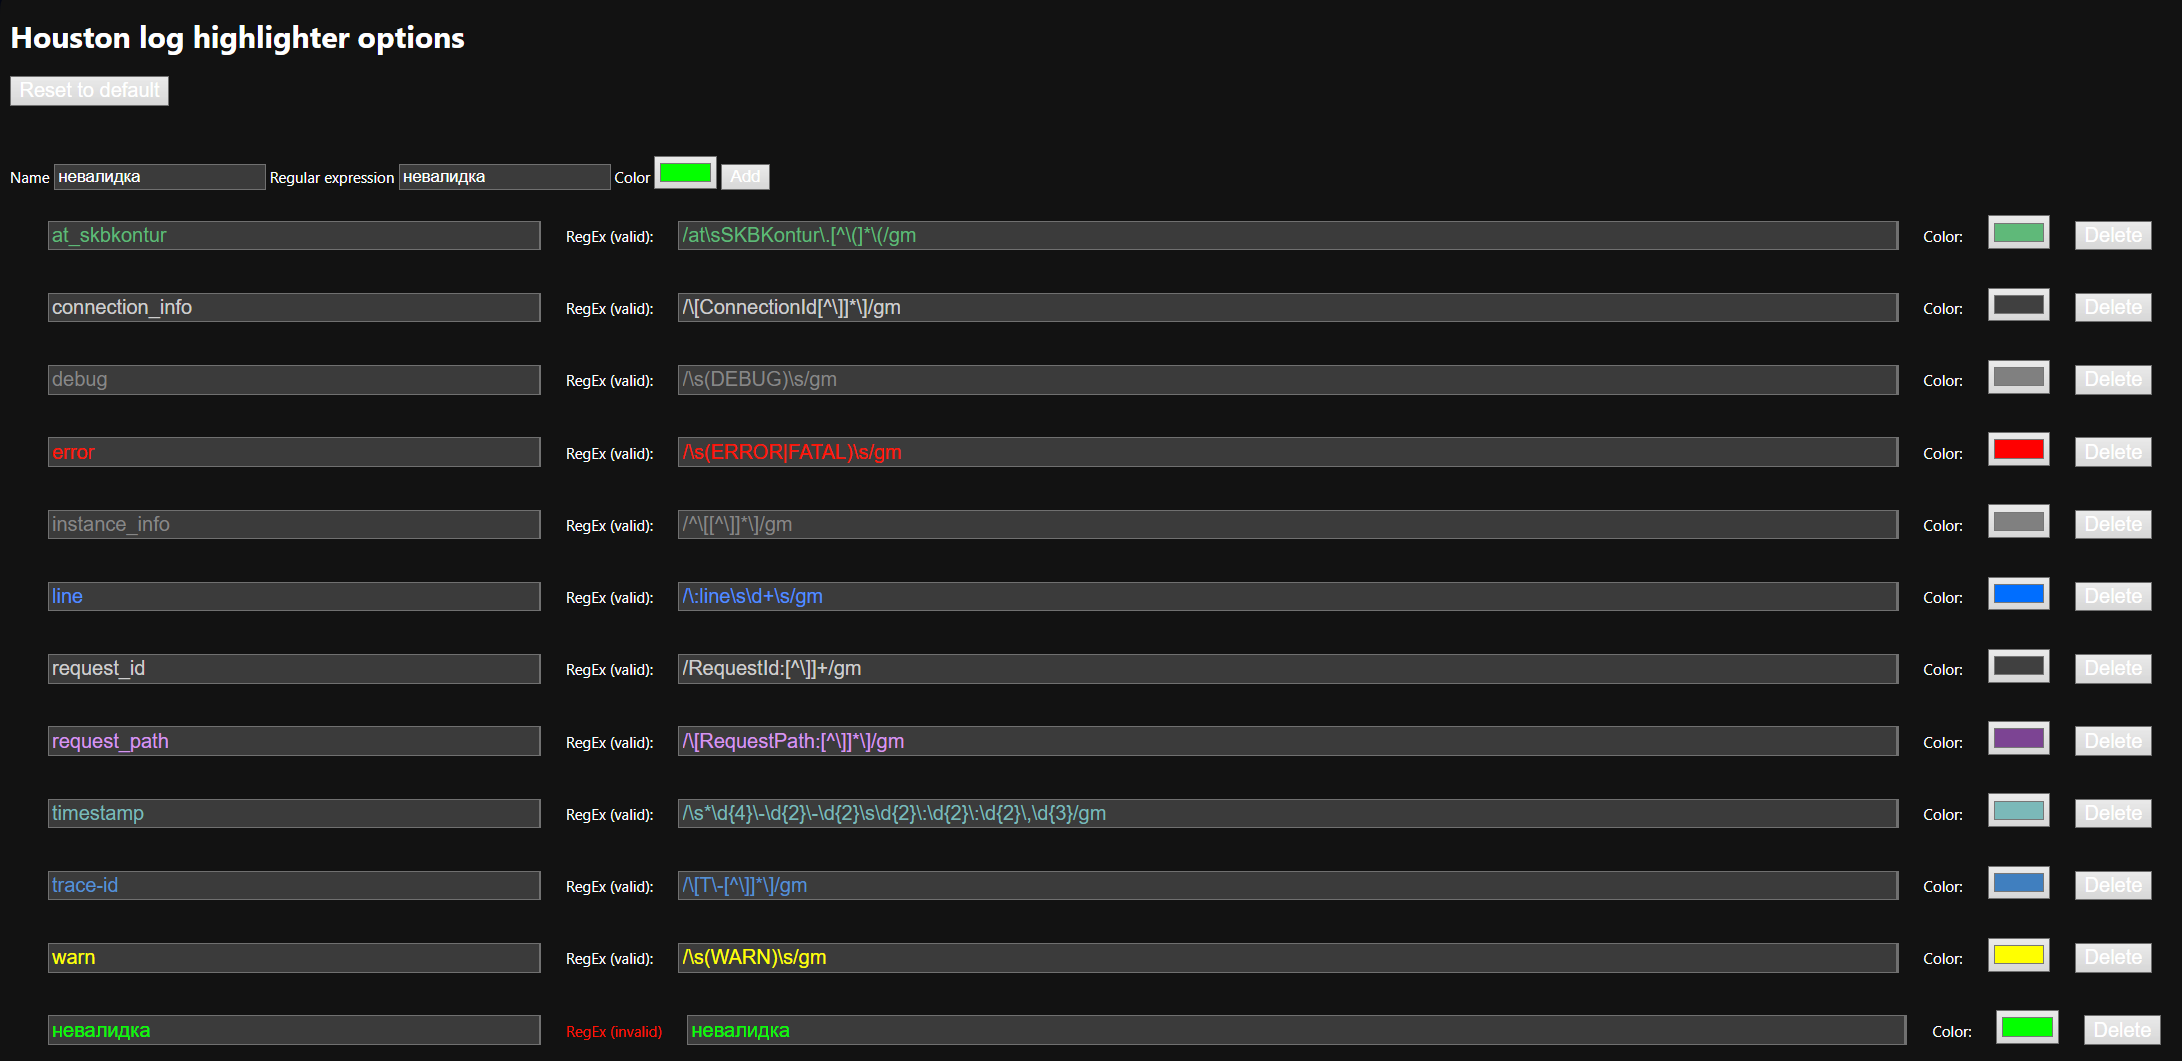 Houston log highlighter options
Reset to default
Name невалидка Regular expression невалидка Color Add
at_skbkontur RegEx (valid): /at\sSKBKontur\.[^\(]*\(/gm Color: Delete
connection_info RegEx (valid): /\[ConnectionId[^\]]*\]/gm Color: Delete
debug RegEx (valid): /\s(DEBUG)\s/gm Color: Delete
error RegEx (valid): /\s(ERROR|FATAL)\s/gm Color: Delete
instance_info RegEx (valid): /^\[[^\]]*\]/gm Color: Delete
line RegEx (valid): /\:line\s\d+\s/gm Color: Delete
request_id RegEx (valid): /RequestId:[^\]]+/gm Color: Delete
request_path RegEx (valid): /\[RequestPath:[^\]]*\]/gm Color: Delete
timestamp RegEx (valid): /\s*\d{4}\-\d{2}\-\d{2}\s\d{2}\:\d{2}\:\d{2}\,\d{3}/gm Color: Delete
trace-id RegEx (valid): /\[T\-[^\]]*\]/gm Color: Delete
warn RegEx (valid): /\s(WARN)\s/gm Color: Delete
невалидка RegEx (invalid) невалидка Color: Delete